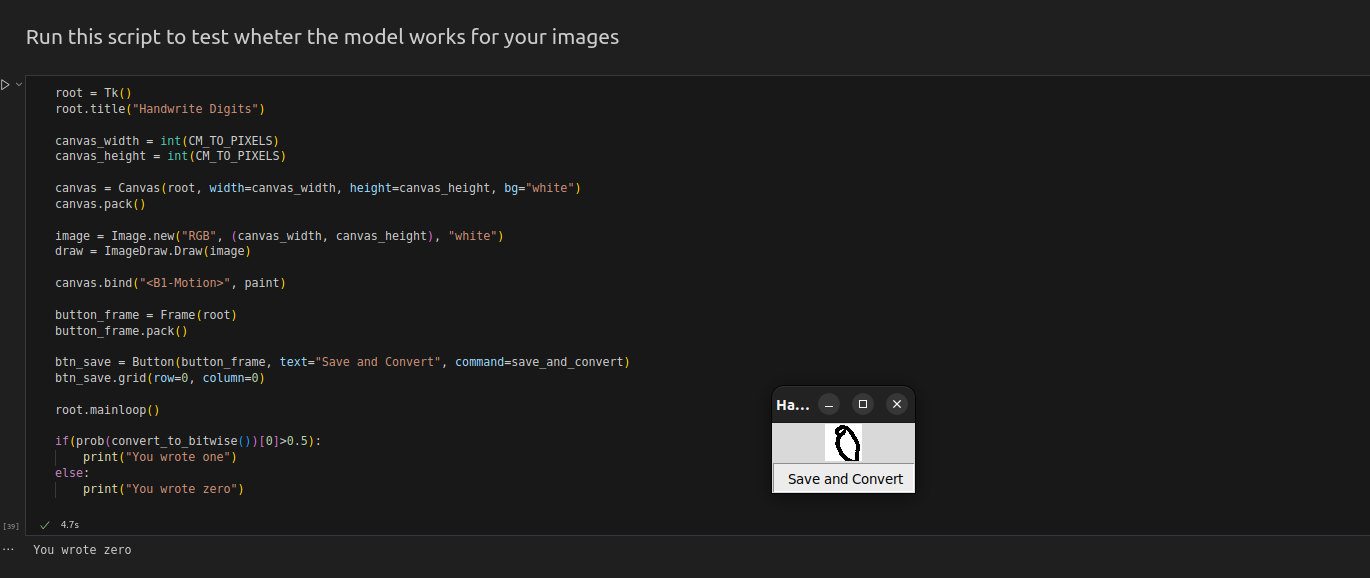 Run this script to test wheter the model works for your images
root = Tk()
root.title("Handwrite Digits")
canvas_width = int(CM_TO_PIXELS)
canvas_height = int(CM_TO_PIXELS)
canvas = Canvas(root, width=canvas_width, height=canvas_height, bg="white")
canvas.pack()
image = Image.new("RGB", (canvas_width, canvas_height), "white")
draw = ImageDraw.Draw(image)
canvas.bind("<B1-Motion>", paint)
button_frame = Frame(root)
button_frame.pack()
btn_save = Button(button_frame, text="Save and Convert", command=save_and_convert)
btn_save.grid(row=0, column=0)
root.mainloop()
if(prob(convert_to_bitwise())[0]>0.5):
    print("You wrote one")
else:
    print("You wrote zero")
Ha...
0
Save and Convert
[39]
4.7s
You wrote zero